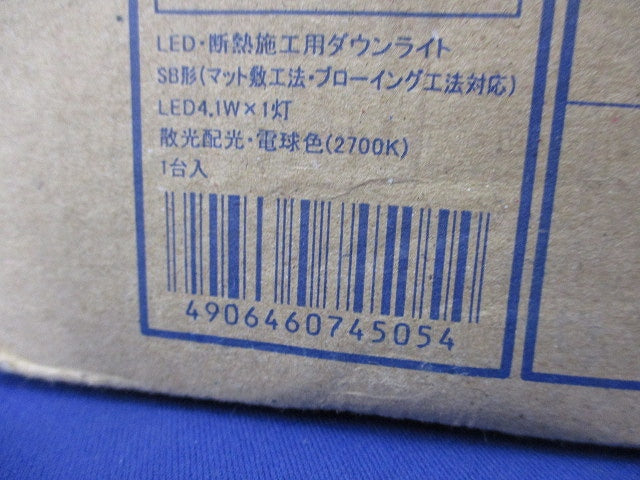 LED・断熱施工用ダウンライト
SB形(マット敷工法・ブローイング工法対応)
LED4.1W×1灯
散光配光・電球色(2700K)
1台入
4906460745054